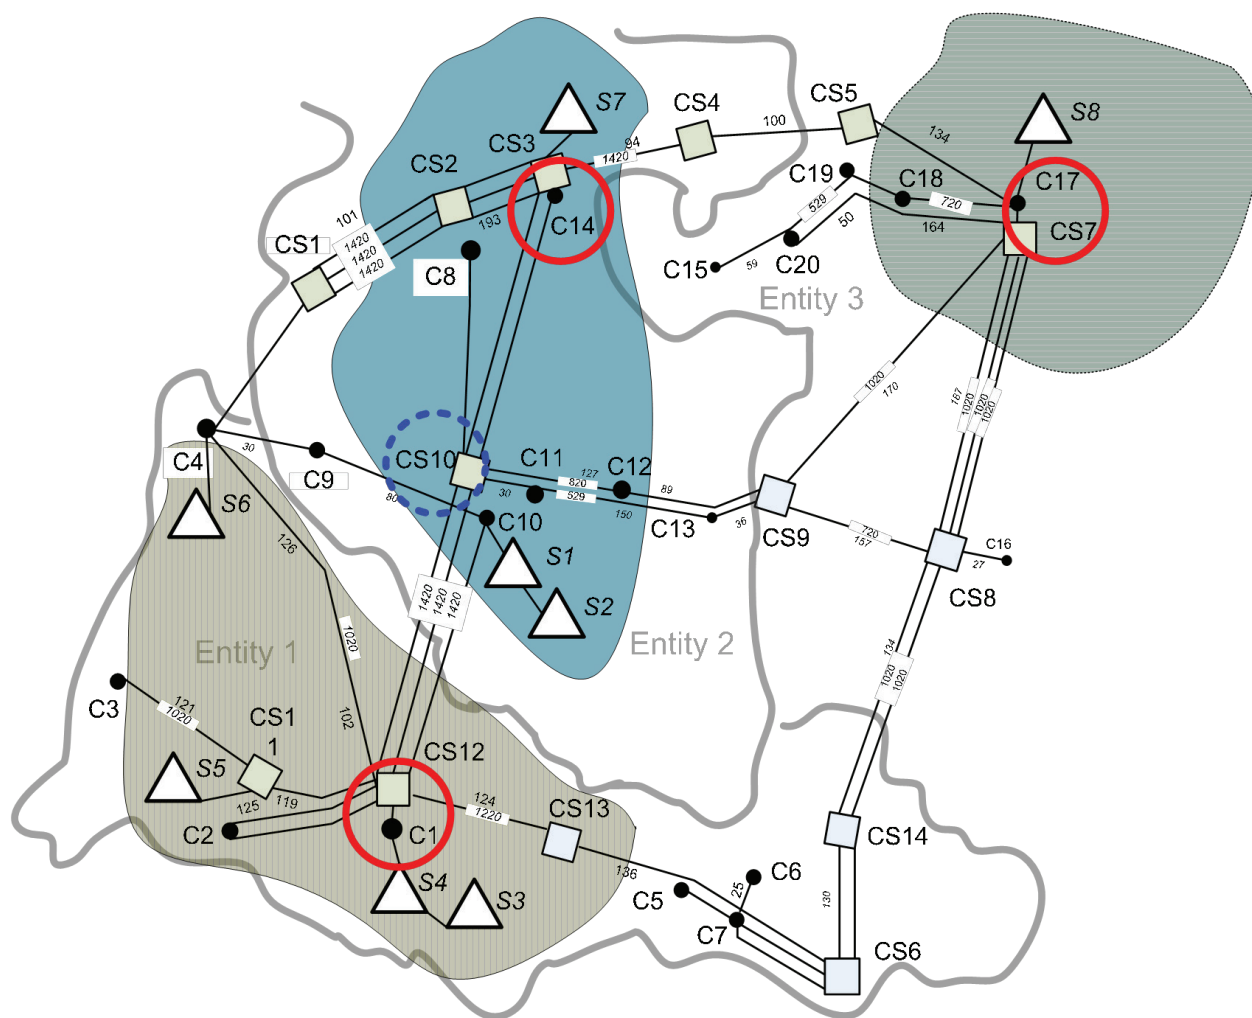 S7
CS4
CS5
100
134
S8
94
1420
CS3
CS2
C19
C18
720
C17
529
50
164
CS7
101
193
C14
1420
1420
1420
CS1
C8
C15
59
C20
Entity 3
1020
170
187
1020
1020
1020
C4
30
C9
CS10
C11
127
820
C12
89
30
529
150
C13
36
CS9
80
C10
720
157
C16
27
CS8
S6
126
S1
S2
1420
1420
1420
Entity 1
Entity 2
1020
134
1020
1020
C3
121
1020
102
CS1
1
CS12
S5
125
119
124
1220
CS13
C2
C1
CS14
136
C5
25
C6
130
S4
S3
C7
CS6